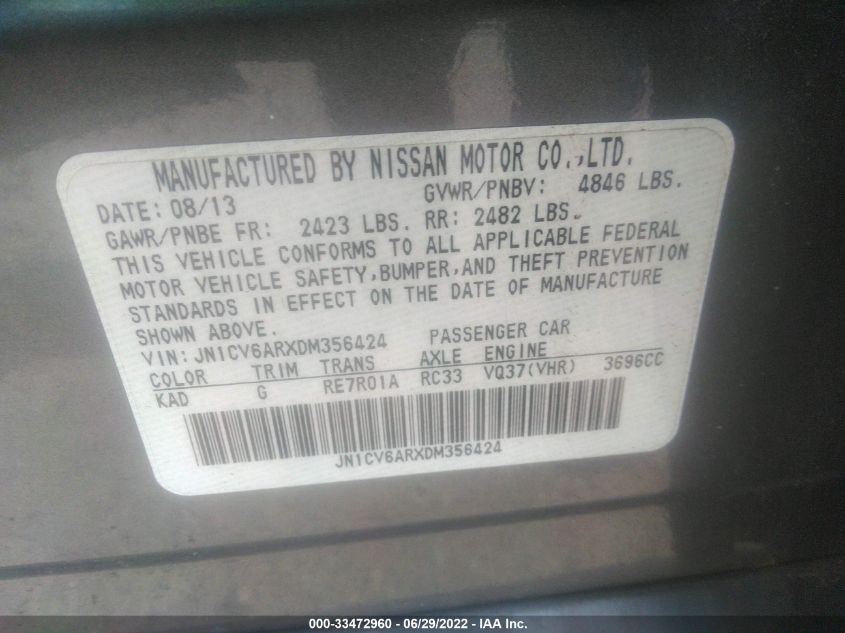 MANUFACTURED BY NISSAN MOTOR CO.,LTD.
DATE: 08/13 GVWR/PNBV: 4846 LBS.
GAWR/PNBE FR: 2423 LBS. RR: 2482 LBS.
THIS VEHICLE CONFORMS TO ALL APPLICABLE FEDERAL
MOTOR VEHICLE SAFETY,BUMPER,AND THEFT PREVENTION
STANDARDS IN EFFECT ON THE DATE OF MANUFACTURE
SHOWN ABOVE.
VIN: JN1CV6ARXDM356424 PASSENGER CAR
COLOR TRIM TRANS AXLE ENGINE
KAD G RE7R01A RC33 VQ37(VHR) 3696CC
JN1CV6ARXDM356424
000-33472960 - 06/29/2022 - IAA Inc.